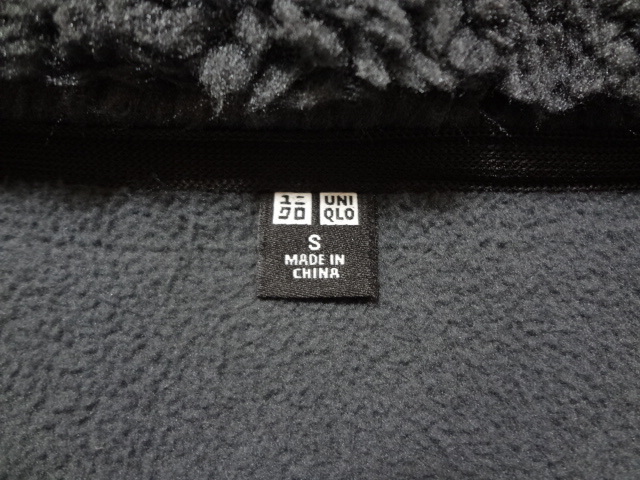 ユニ UNI
クロ QLO
S
MADE IN
CHINA